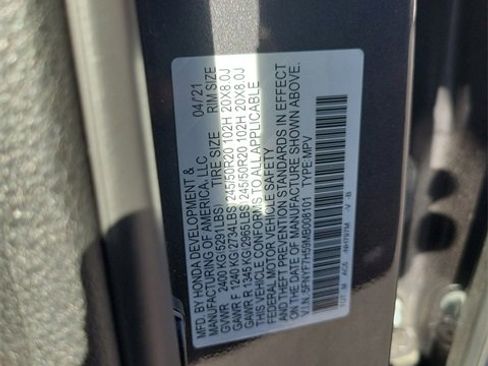 MFD. BY HONDA DEVELOPMENT & 04/21
MANUFACTURING OF AMERICA, LLC
GVWR 2400 KG(5291LBS) TIRE SIZE RIM SIZE
GAWR F 1240 KG(2734LBS) 245/50R20 102H 20X8.0J
GAWR R 1345 KG(2965LBS) 245/50R20 102H 20X8.0J
THIS VEHICLE CONFORMS TO ALL APPLICABLE
FEDERAL MOTOR VEHICLE SAFETY
AND THEFT PREVENTION STANDARDS IN EFFECT
ON THE DATE OF MANUFACTURE SHOWN ABOVE.
V.I.N. 5FNYF7H59MB008101 TYPE:MPV